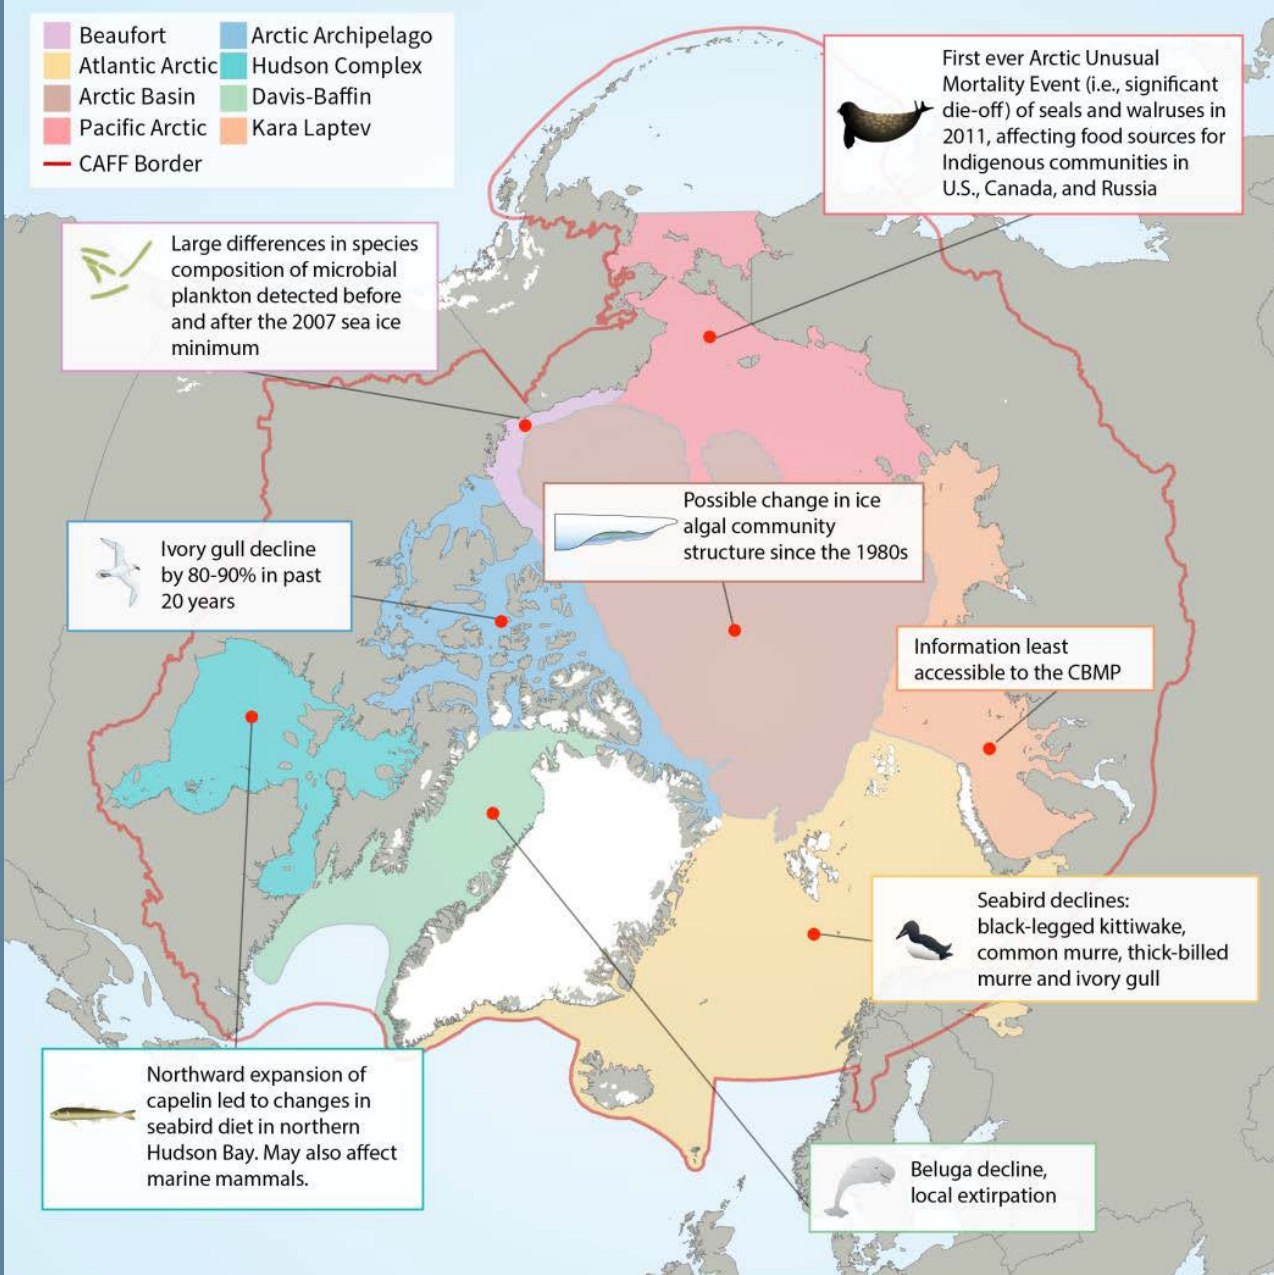 Beaufort
Atlantic Arctic
Arctic Basin
Pacific Arctic
CAFF Border
Arctic Archipelago
Hudson Complex
Davis-Baffin
Kara Laptev
First ever Arctic Unusual
Mortality Event (i.e., significant
die-off) of seals and walruses in
2011, affecting food sources for
Indigenous communities in
U.S., Canada, and Russia
Large differences in species
composition of microbial
plankton detected before
and after the 2007 sea ice
minimum
Possible change in ice
algal community
structure since the 1980s
Ivory gull decline
by 80-90% in past
20 years
Information least
accessible to the CBMP
Seabird declines:
black-legged kittiwake,
common murre, thick-billed
murre and ivory gull
Northward expansion of
capelin led to changes in
seabird diet in northern
Hudson Bay. May also affect
marine mammals.
Beluga decline,
local extirpation